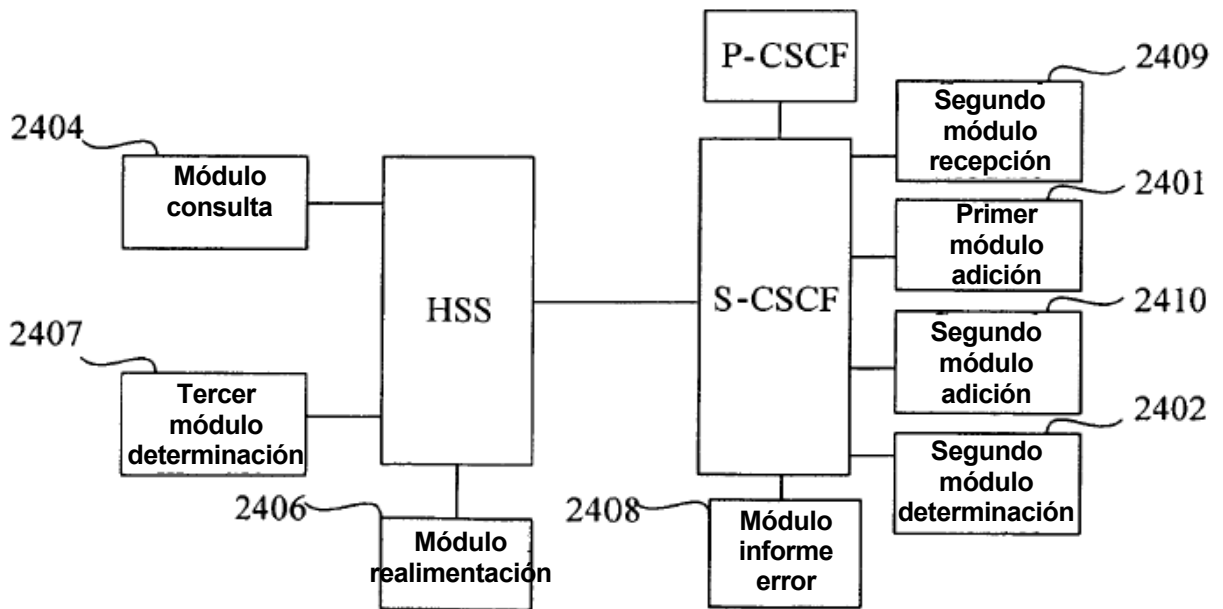 P-CSCF
2409
Segundo
módulo
recepción
2404
Módulo
consulta
2401
Primer
módulo
adición
HSS
S-CSCF
2410
Segundo
módulo
adición
2407
Tercer
módulo
determinación
2402
Segundo
módulo
determinación
2406
Módulo
realimentación
2408
Módulo
informe
error